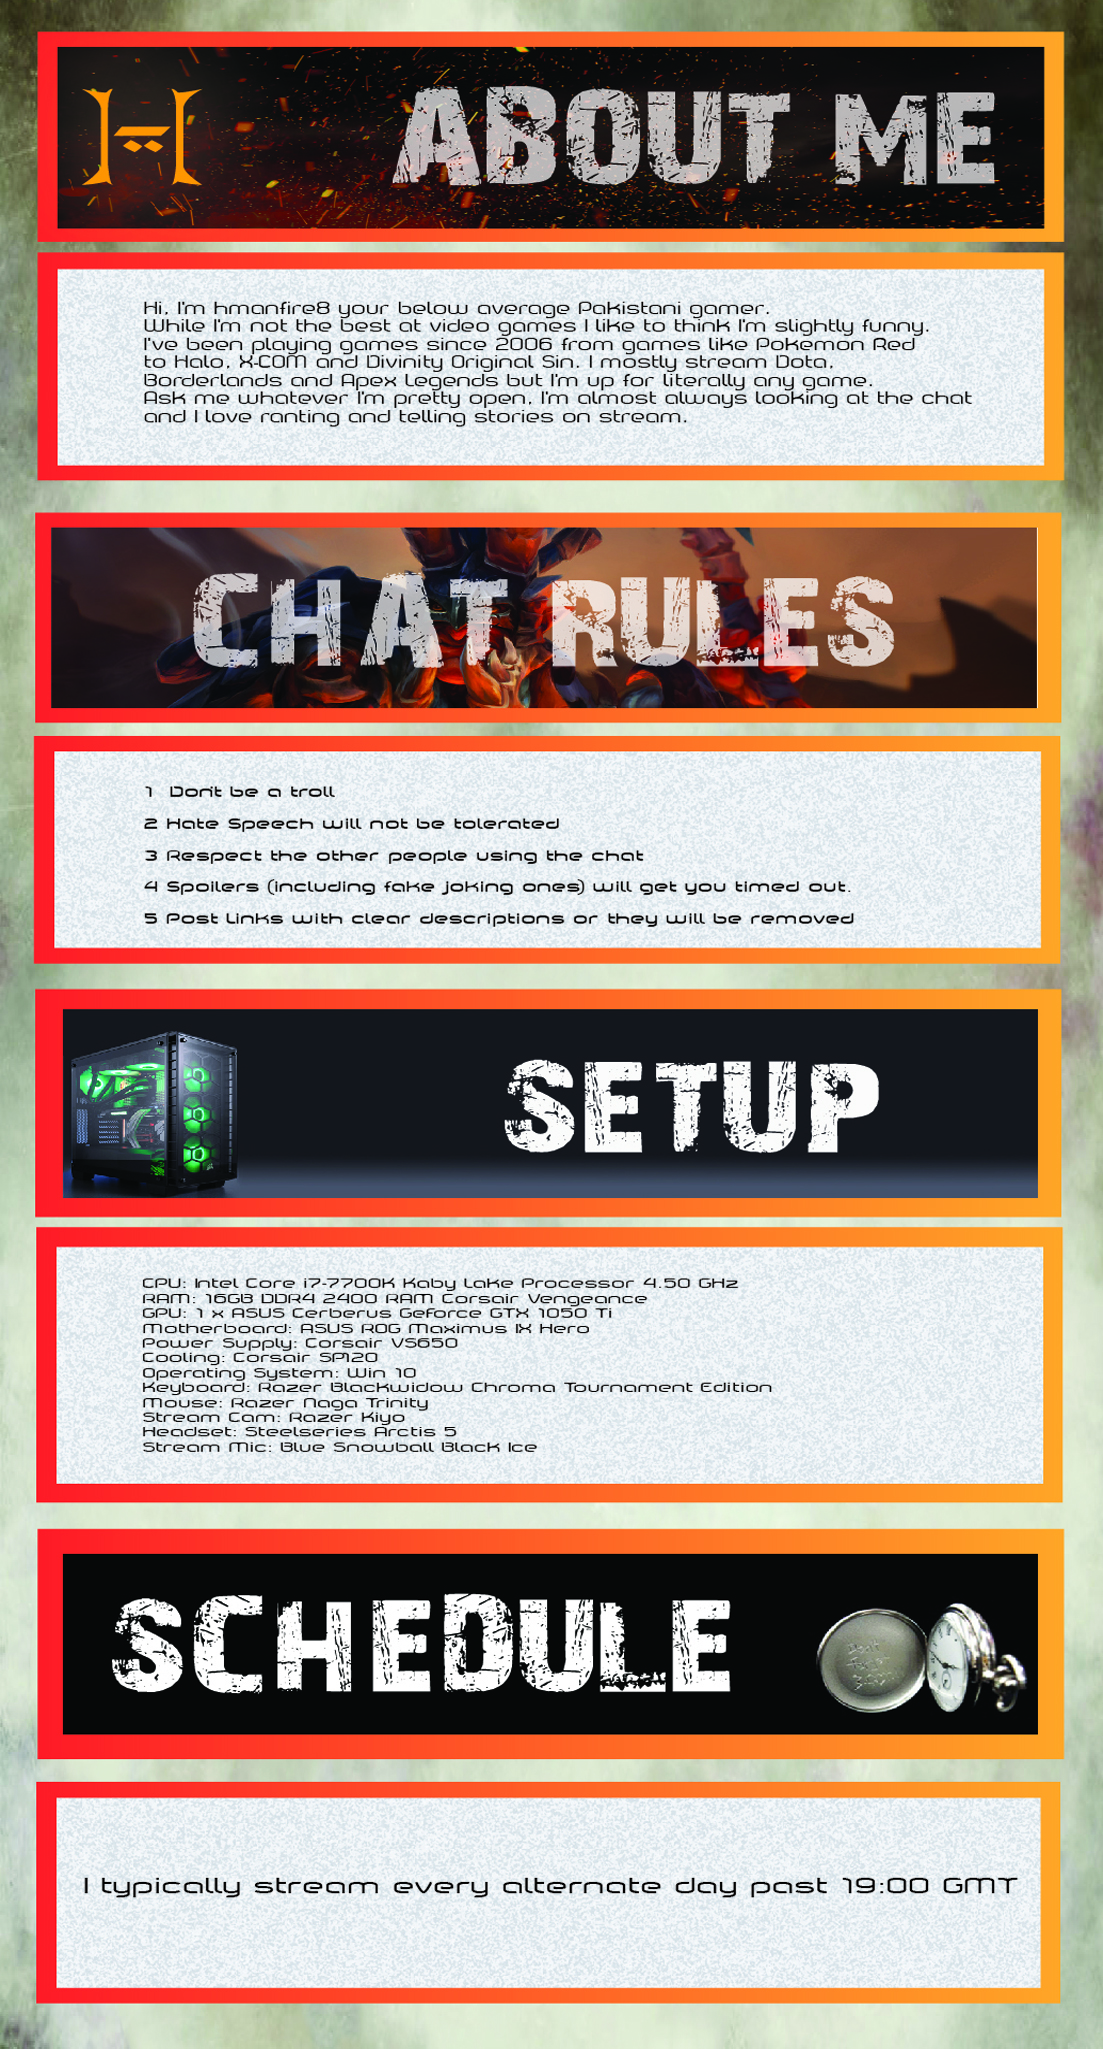 ABOUT ME
Hi, I'm hmanfire8 your below average Pakistani gamer.
While I'm not the best at video games I like to think I'm slightly funny.
I've been playing games since 2006 from games like Pokemon Red
to Halo, X-COM and Divinity Original Sin. I mostly stream Dota,
Borderlands and Apex Legends but I'm up for literally any game.
Ask me whatever I'm pretty open, I'm almost always looking at the chat
and I love ranting and telling stories on stream.
CHAT RULES
1 Don't be a troll
2 Hate Speech will not be tolerated
3 Respect the other people using the chat
4 Spoilers (including fake joking ones) will get you timed out.
5 Post Links with clear descriptions or they will be removed
SETUP
CPU: Intel Core i7-7700K Kaby Lake Processor 4.50 GHz
RAM: 16GB DDR4 2400 RAM Corsair Vengeance
GPU: 1 x ASUS Cerberus GeForce GTX 1050 Ti
Motherboard: ASUS ROG Maximus IX Hero
Power Supply: Corsair VS650
Cooling: Corsair SP120
Operating System: Win 10
Keyboard: Razer Blackwidow Chroma Tournament Edition
Mouse: Razer Naga Trinity
Stream Cam: Razer Kiyo
Headset: Steelseries Arctis 5
Stream Mic: Blue Snowball Black Ice
SCHEDULE
I typically stream every alternate day past 19:00 GMT